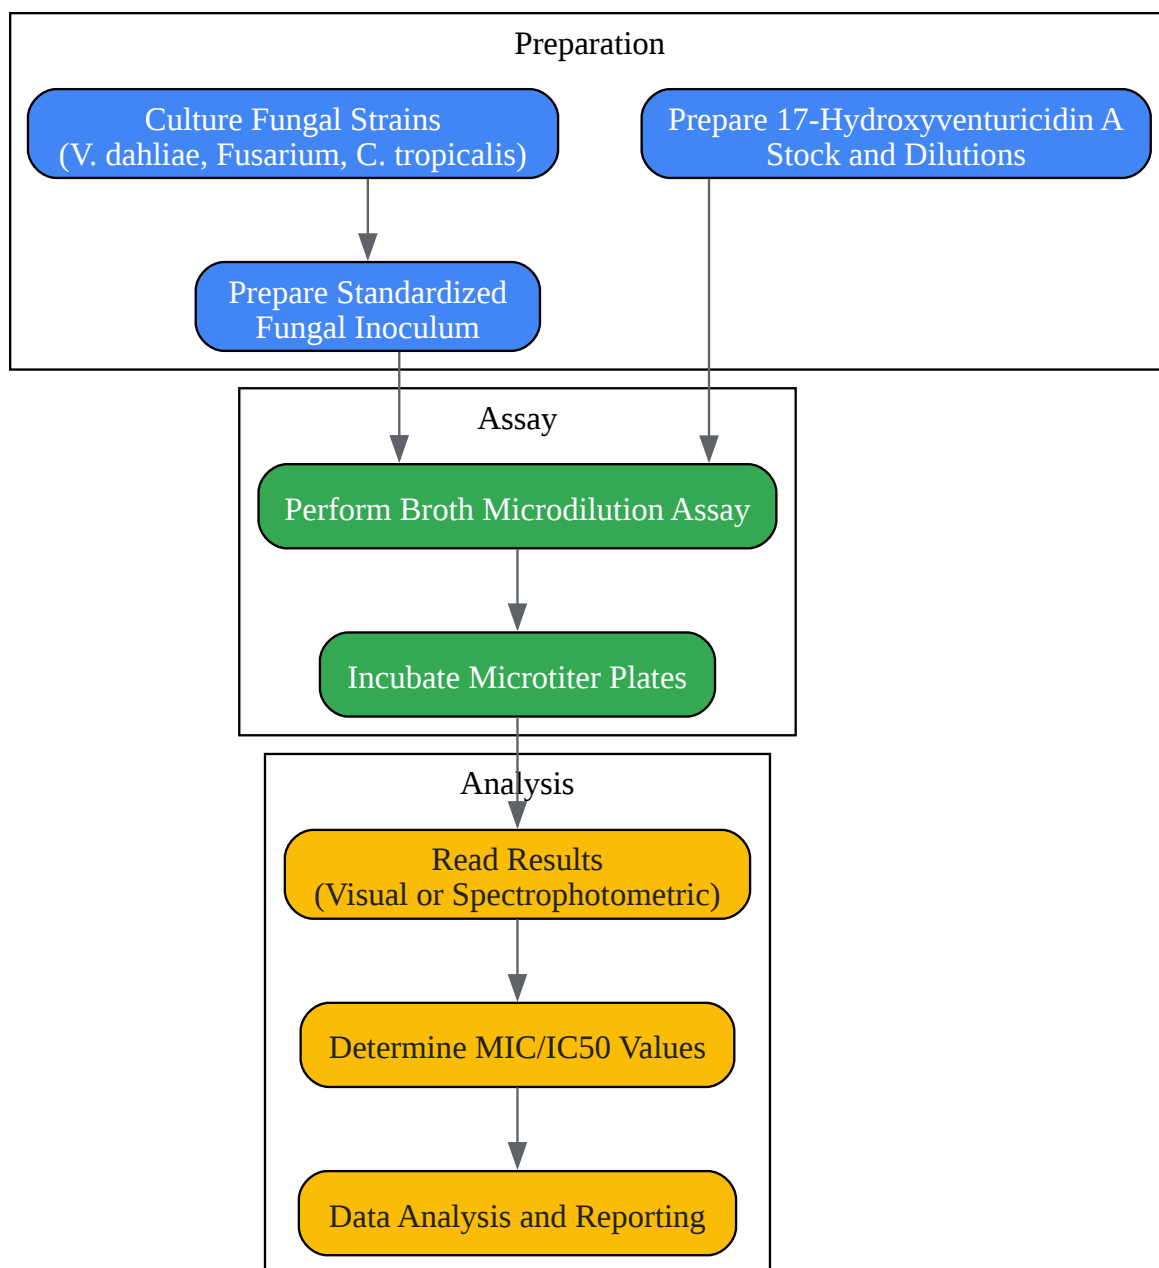 Preparation
Culture Fungal Strains
(V. dahliae, Fusarium, C. tropicalis)
Prepare 17-Hydroxyventuricidin A
Stock and Dilutions
Prepare Standardized
Fungal Inoculum
Assay
Perform Broth Microdilution Assay
Incubate Microtiter Plates
Analysis
Read Results
(Visual or Spectrophotometric)
Determine MIC/IC50 Values
Data Analysis and Reporting